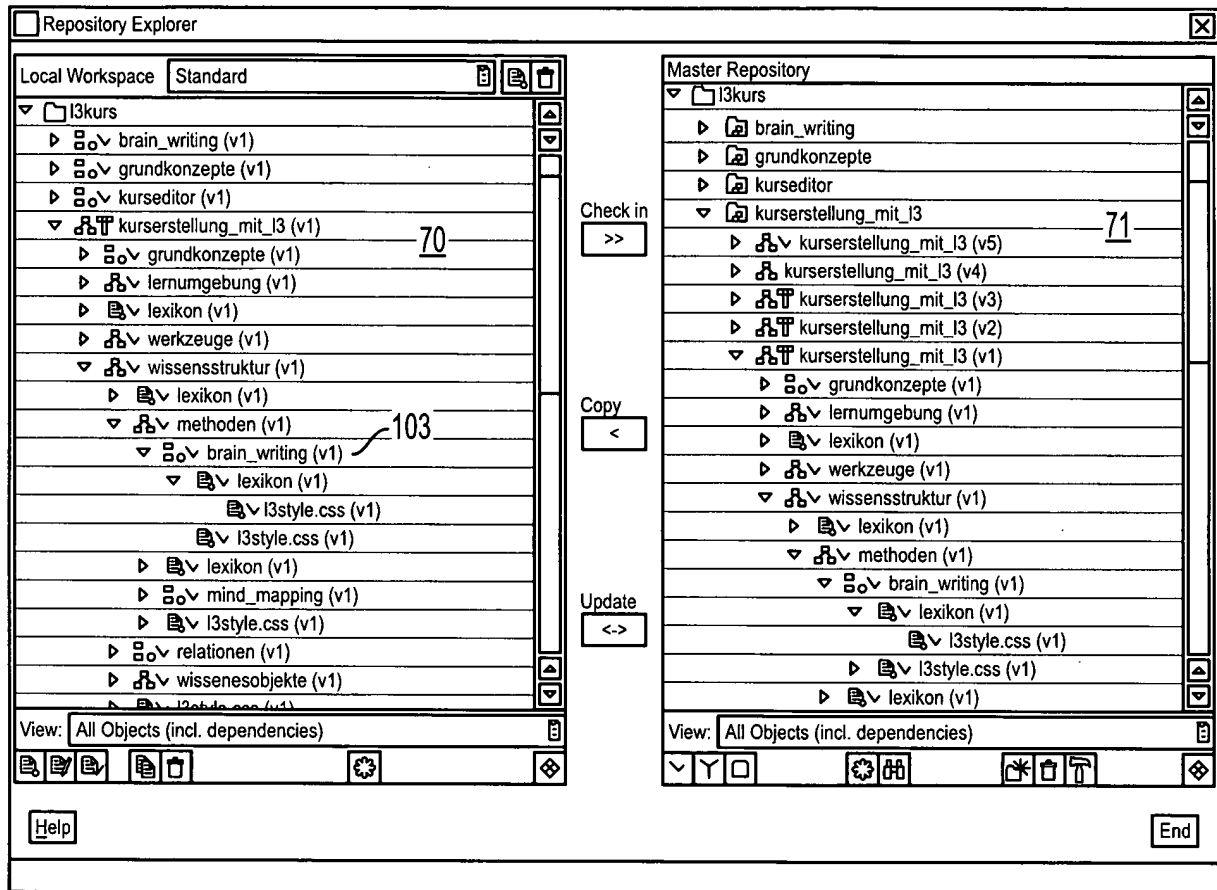 Repository Explorer
Local Workspace Standard
l3kurs
brain_writing (v1)
grundkonzepte (v1)
kurseditor (v1)
kurserstellung_mit_l3 (v1)
70
grundkonzepte (v1)
lernumgebung (v1)
lexikon (v1)
werkzeuge (v1)
wissensstruktur (v1)
lexikon (v1)
methoden (v1)
103
brain_writing (v1)
lexikon (v1)
l3style.css (v1)
l3style.css (v1)
lexikon (v1)
mind_mapping (v1)
l3style.css (v1)
relationen (v1)
wissenesobjekte (v1)
l3style.css (v1)
View: All Objects (incl. dependencies)
Check in
>>
Copy
<
Update
<->
Master Repository
l3kurs
brain_writing
grundkonzepte
kurseditor
kurserstellung_mit_l3
71
kurserstellung_mit_l3 (v5)
kurserstellung_mit_l3 (v4)
kurserstellung_mit_l3 (v3)
kurserstellung_mit_l3 (v2)
kurserstellung_mit_l3 (v1)
grundkonzepte (v1)
lernumgebung (v1)
lexikon (v1)
werkzeuge (v1)
wissensstruktur (v1)
lexikon (v1)
methoden (v1)
brain_writing (v1)
lexikon (v1)
l3style.css (v1)
l3style.css (v1)
lexikon (v1)
View: All Objects (incl. dependencies)
Help
End